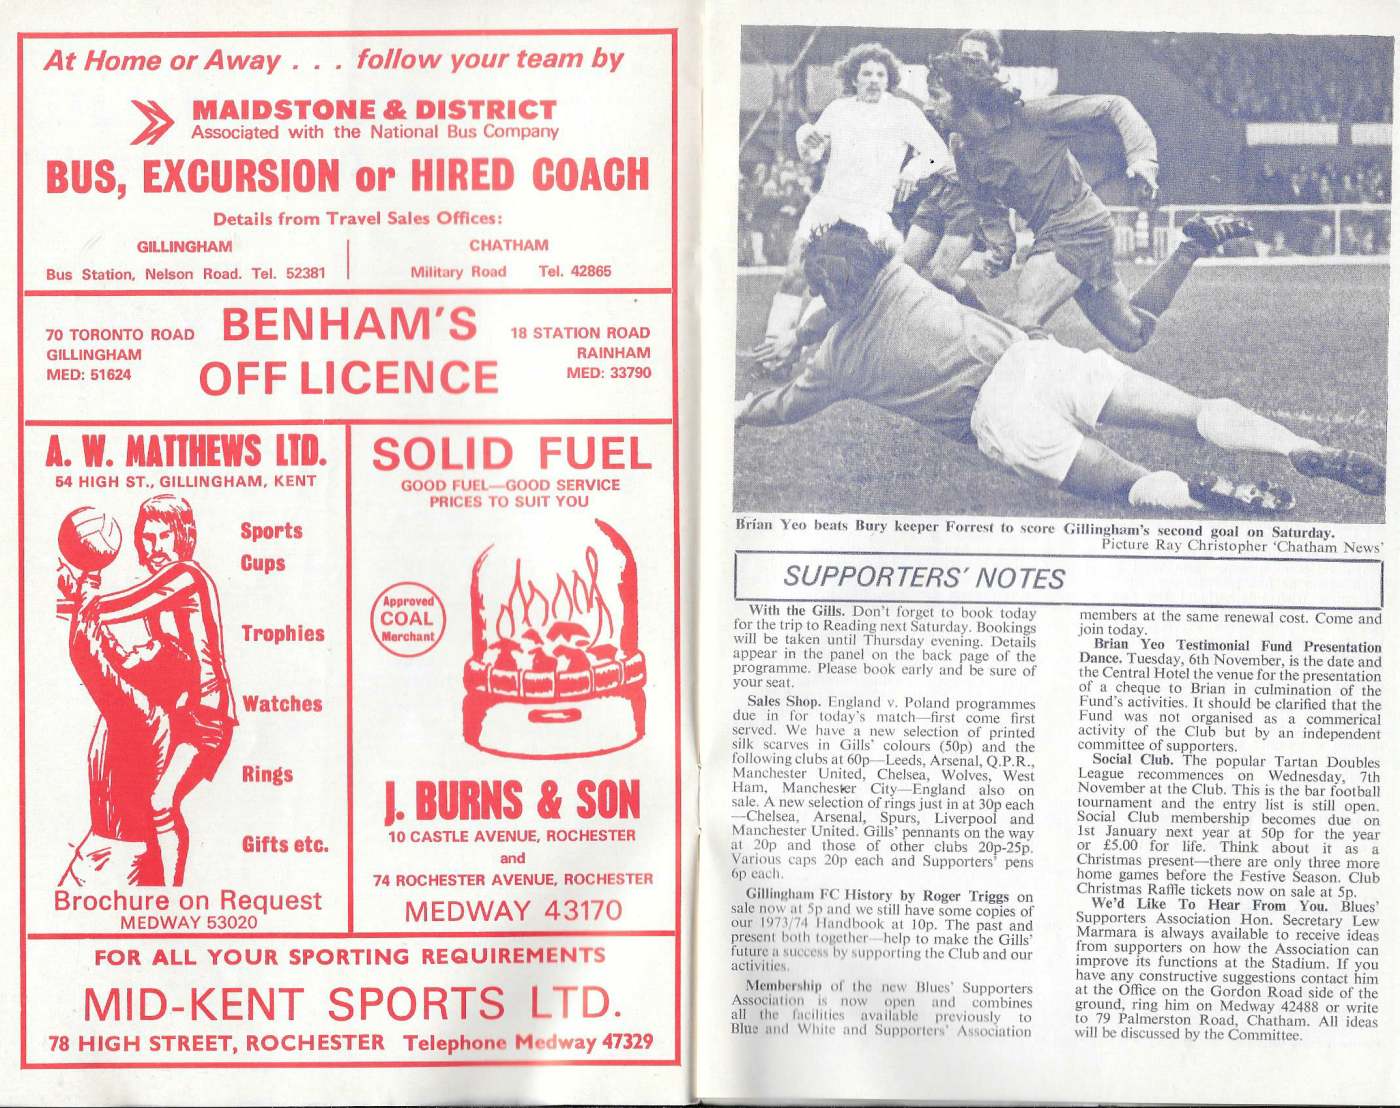 At Home or Away . . . follow your team by
MAIDSTONE & DISTRICT
Associated with the National Bus Company
BUS, EXCURSION or HIRED COACH
Details from Travel Sales Offices:
GILLINGHAM
Bus Station, Nelson Road. Tel. 52381
CHATHAM
Military Road Tel. 42865
70 TORONTO ROAD
GILLINGHAM
MED: 51624
BENHAM'S
OFF LICENCE
18 STATION ROAD
RAINHAM
MED: 33790
A. W. MATTHEWS LTD.
54 HIGH ST., GILLINGHAM, KENT
Sports
Cups
Trophies
Watches
Rings
Gifts etc.
Brochure on Request
MEDWAY 53020
SOLID FUEL
GOOD FUEL—GOOD SERVICE
PRICES TO SUIT YOU
Approved
COAL
Merchant
J. BURNS & SON
10 CASTLE AVENUE, ROCHESTER
and
74 ROCHESTER AVENUE, ROCHESTER
MEDWAY 43170
FOR ALL YOUR SPORTING REQUIREMENTS
MID-KENT SPORTS LTD.
78 HIGH STREET, ROCHESTER Telephone Medway 47329
Brian Yeo beats Bury keeper Forrest to score Gillingham's second goal on Saturday.
Picture Ray Christopher 'Chatham News'
SUPPORTERS' NOTES
With the Gills. Don't forget to book today
for the trip to Reading next Saturday. Bookings
will be taken until Thursday evening. Details
appear in the panel on the back page of the
programme. Please book early and be sure of
your seat.
Sales Shop. England v. Poland programmes
due in for today's match—first come first
served. We have a new selection of printed
silk scarves in Gills' colours (50p) and the
following clubs at 60p—Leeds, Arsenal, Q.P.R.,
Manchester United, Chelsea, Wolves, West
Ham, Manchester City—England also on
sale. A new selection of rings just in at 30p each
—Chelsea, Arsenal, Spurs, Liverpool and
Manchester United. Gills' pennants on the way
at 20p and those of other clubs 20p-25p.
Various caps 20p each and Supporters' pens
6p each.
Gillingham FC History by Roger Triggs on
sale now at 5p and we still have some copies of
our 1973/74 Handbook at 10p. The past and
present both together—help to make the Gills'
future a success by supporting the Club and our
activities.
Membership of the new Blues' Supporters
Association is now open and combines
all the facilities available previously to
Blue and White and Supporters' Association
members at the same renewal cost. Come and
join today.
Brian Yeo Testimonial Fund Presentation
Dance. Tuesday, 6th November, is the date and
the Central Hotel the venue for the presentation
of a cheque to Brian in culmination of the
Fund's activities. It should be clarified that the
Fund was not organised as a commerical
activity of the Club but by an independent
committee of supporters.
Social Club. The popular Tartan Doubles
League recommences on Wednesday, 7th
November at the Club. This is the bar football
tournament and the entry list is still open.
Social Club membership becomes due on
1st January next year at 50p for the year
or £5.00 for life. Think about it as a
Christmas present—there are only three more
home games before the Festive Season. Club
Christmas Raffle tickets now on sale at 5p.
We'd Like To Hear From You. Blues'
Supporters Association Hon. Secretary Lew
Marmara is always available to receive ideas
from supporters on how the Association can
improve its functions at the Stadium. If you
have any constructive suggestions contact him
at the Office on the Gordon Road side of the
ground, ring him on Medway 42488 or write
to 79 Palmerston Road, Chatham. All ideas
will be discussed by the Committee.